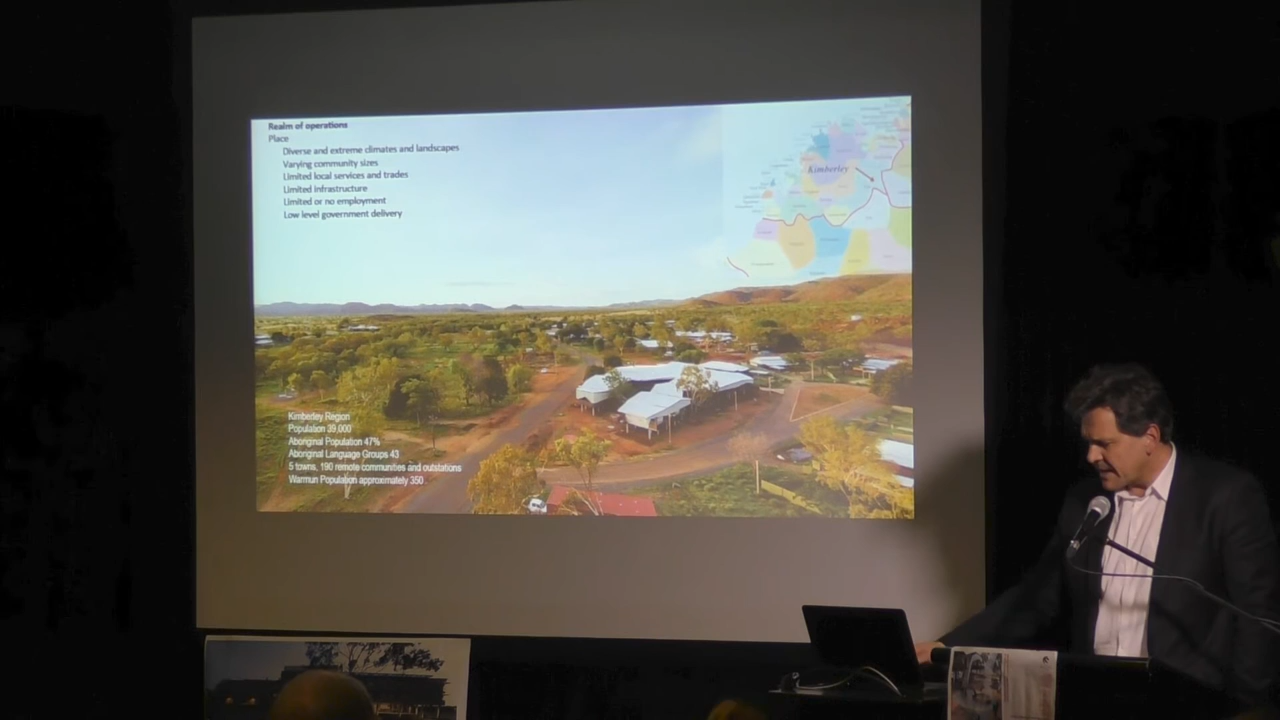 Realm of operations
Place
Diverse and extreme climates and landscapes
Varying community sizes
Limited local services and trades
Limited infrastructure
Limited or no employment
Low level government delivery
Kimberley
Kimberley Region
Population 39,000
Aboriginal Population 47%
Aboriginal Language Groups 43
5 towns, 190 remote communities and outstations
Warmun Population approximately 350